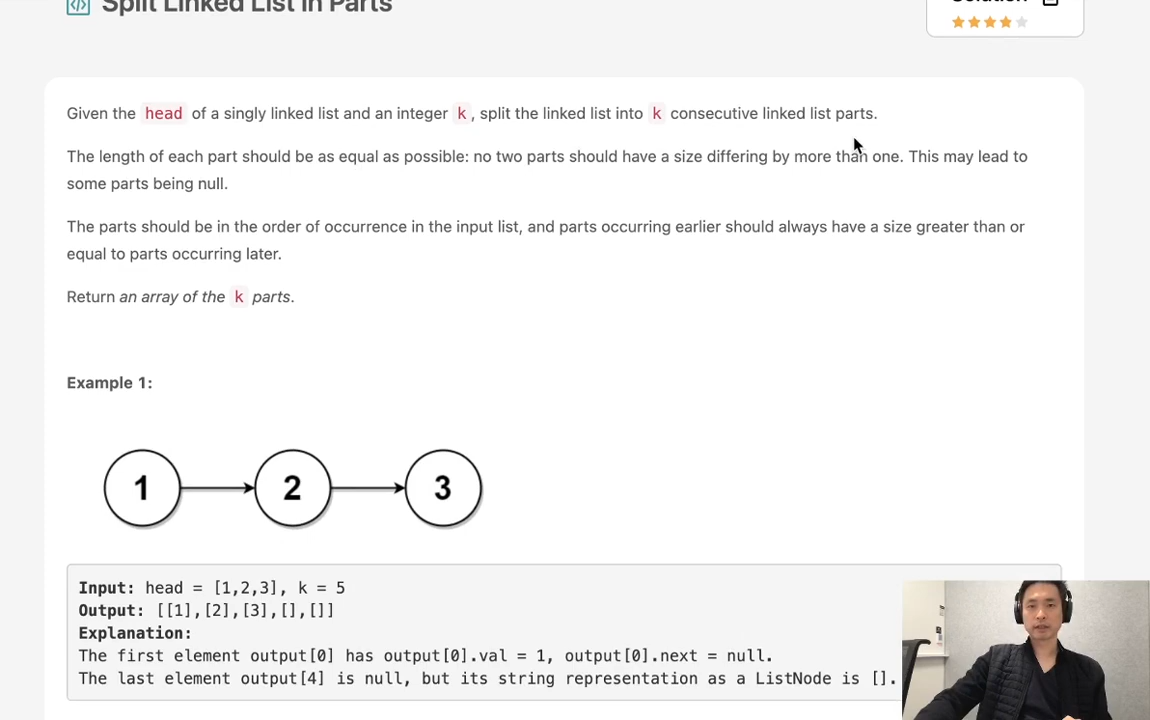 Split Linked List in Parts
Solution
Given the head of a singly linked list and an integer k, split the linked list into k consecutive linked list parts.
The length of each part should be as equal as possible: no two parts should have a size differing by more than one. This may lead to
some parts being null.
The parts should be in the order of occurrence in the input list, and parts occurring earlier should always have a size greater than or
equal to parts occurring later.
Return an array of the k parts.
Example 1:
1 2 3
Input: head = [1,2,3], k = 5
Output: [[1],[2],[3],[],[]]
Explanation:
The first element output[0] has output[0].val = 1, output[0].next = null.
The last element output[4] is null, but its string representation as a ListNode is [].